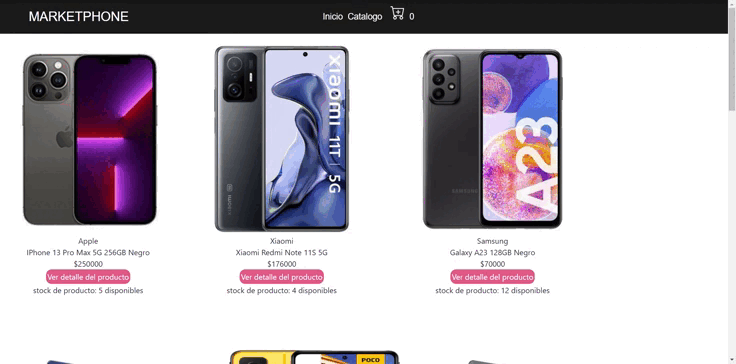 MARKETPHONE
Inicio Catalogo 0
xiaomi 11T 5G
SAMSUNG
A23
Apple
IPhone 13 Pro Max 5G 256GB Negro
$250000
Ver detalle del producto
stock de producto: 5 disponibles
Xiaomi
Xiaomi Redmi Note 11S 5G
$176000
Ver detalle del producto
stock de producto: 4 disponibles
Samsung
Galaxy A23 128GB Negro
$70000
Ver detalle del producto
stock de producto: 12 disponibles
POCO